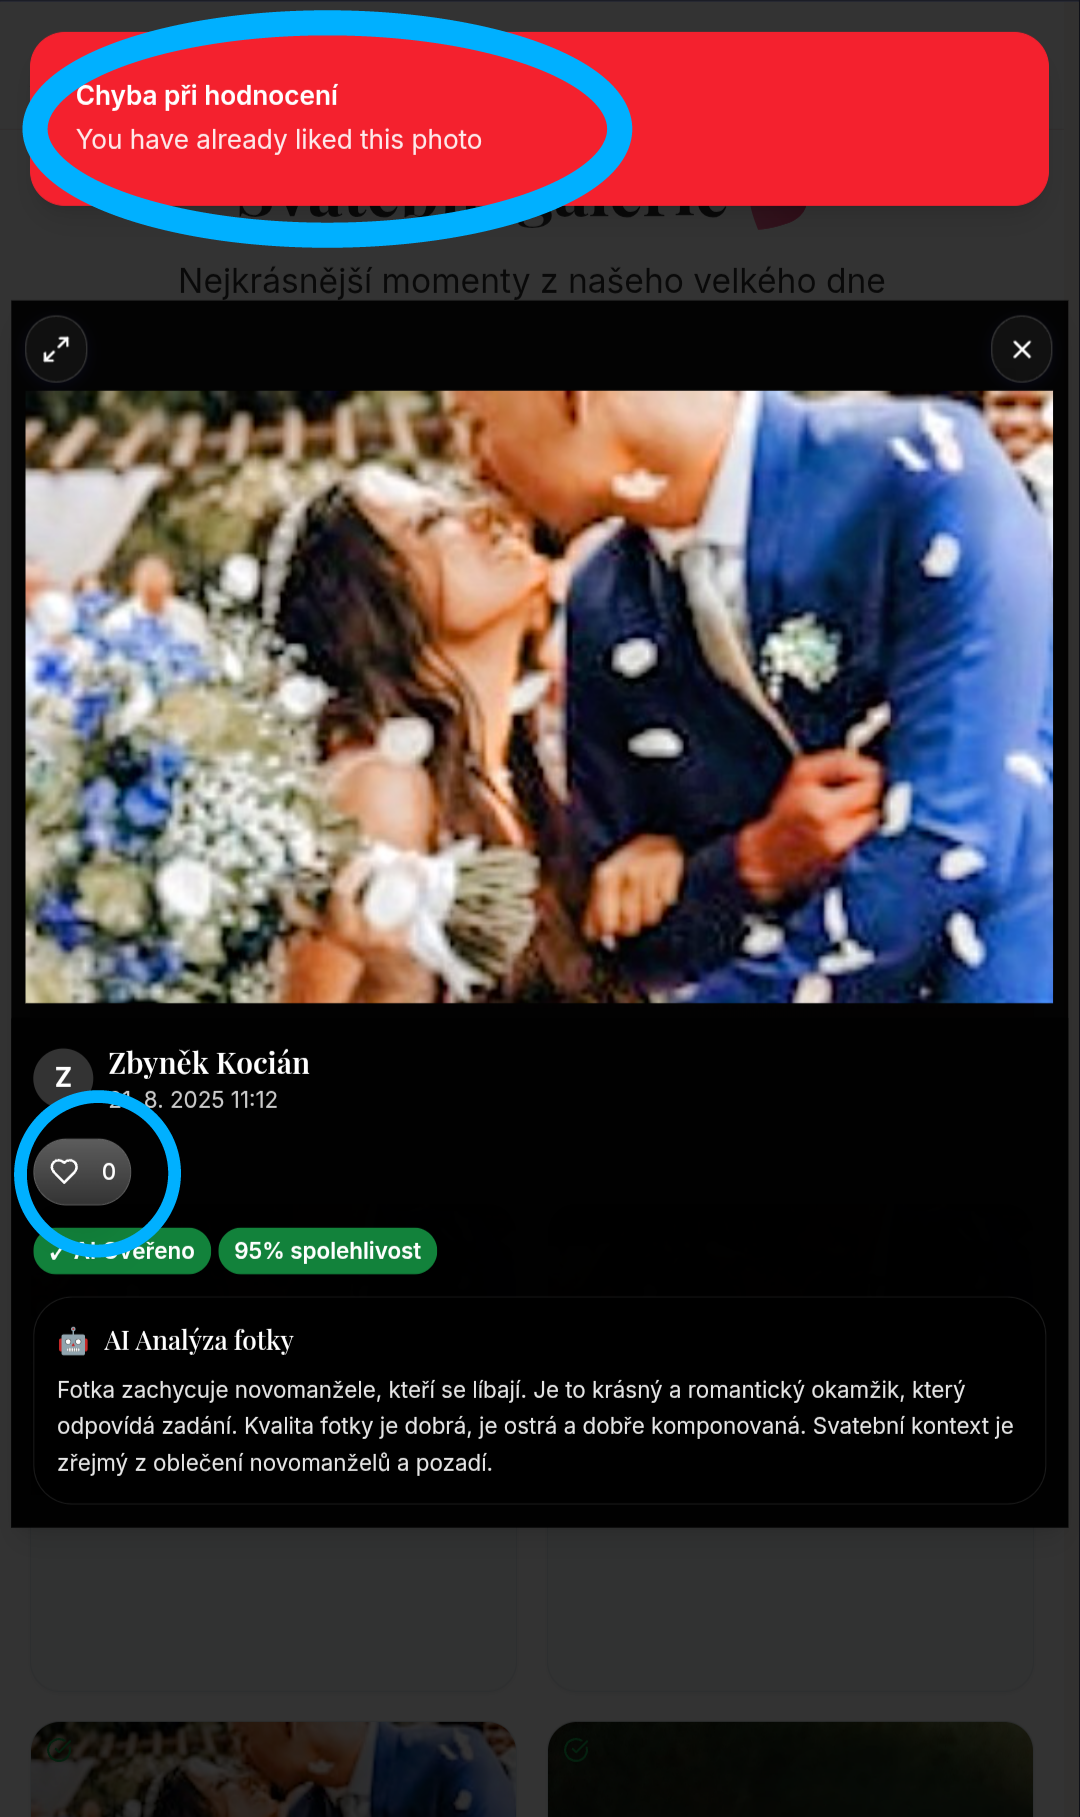 Chyba při hodnocení
You have already liked this photo
Svatební galerie
Nejkrásnější momenty z našeho velkého dne
Z
Zbyněk Kocián
21. 8. 2025 11:12
0
✓ AI Ověřeno
95% spolehlivost
🤖 AI Analýza fotky
Fotka zachycuje novomanžele, kteří se líbají. Je to krásný a romantický okamžik, který
odpovídá zadání. Kvalita fotky je dobrá, je ostrá a dobře komponovaná. Svatební kontext je
zřejmý z oblečení novomanželů a pozadí.